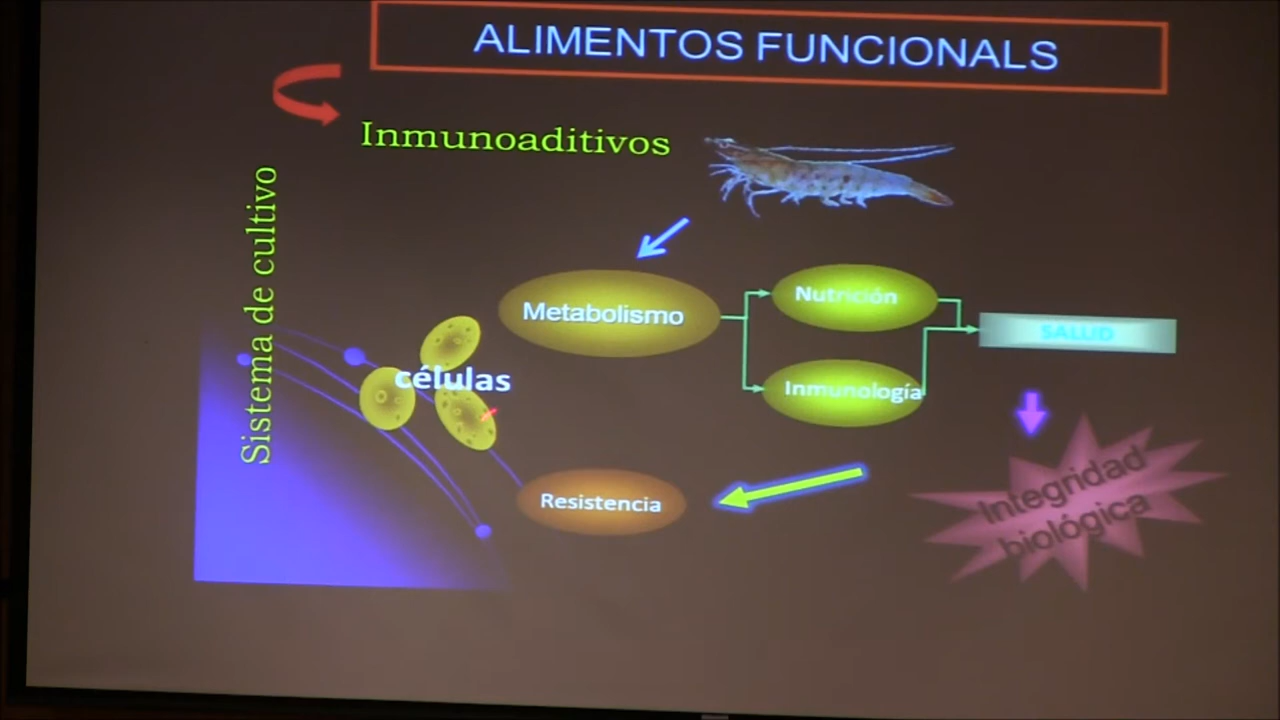 ALIMENTOS FUNCIONALS
Inmunoaditivos
Sistema de cultivo
Metabolismo
Nutrición
SALUD
células
Inmunología
Resistencia
Integridad
biológica